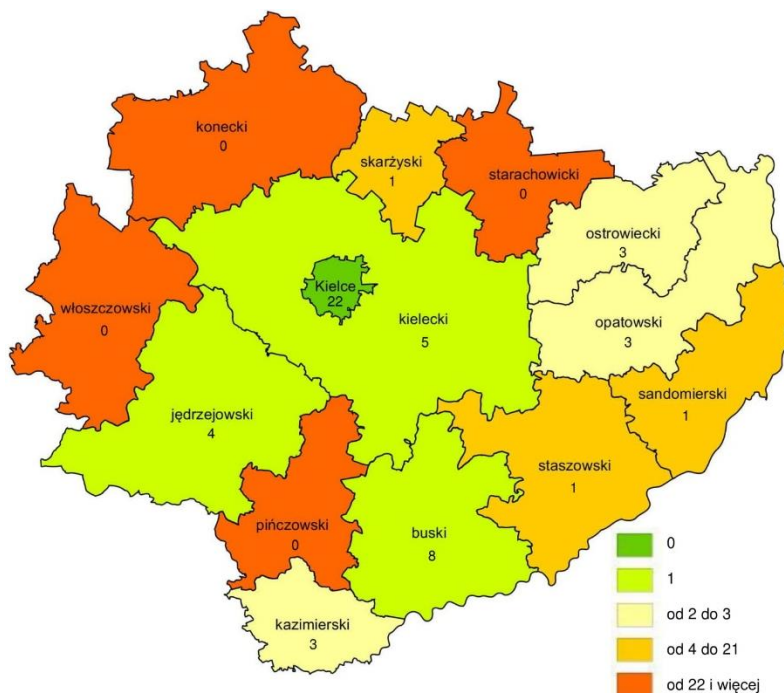 konecki
0
skarżyski
1
starachowicki
0
ostrowiecki
3
Kielce
22
włoszczowski
0
kielecki
5
opatowski
3
sandomierski
1
jędrzejowski
4
staszowski
1
pińczowski
0
buski
8
kazimierski
3
0
1
od 2 do 3
od 4 do 21
od 22 i więcej